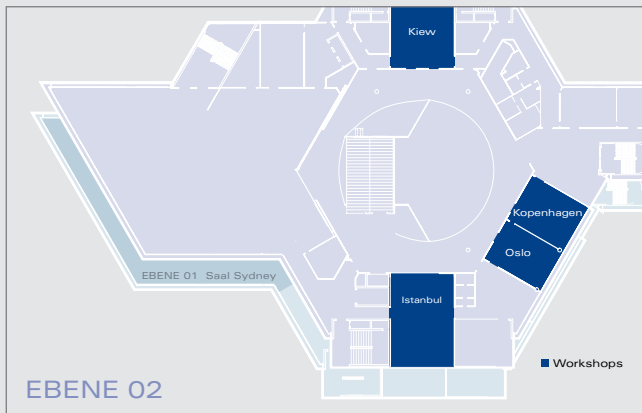 Kiew
Kopenhagen
Oslo
EBENE 01 Saal Sydney
Istanbul
Workshops
EBENE 02